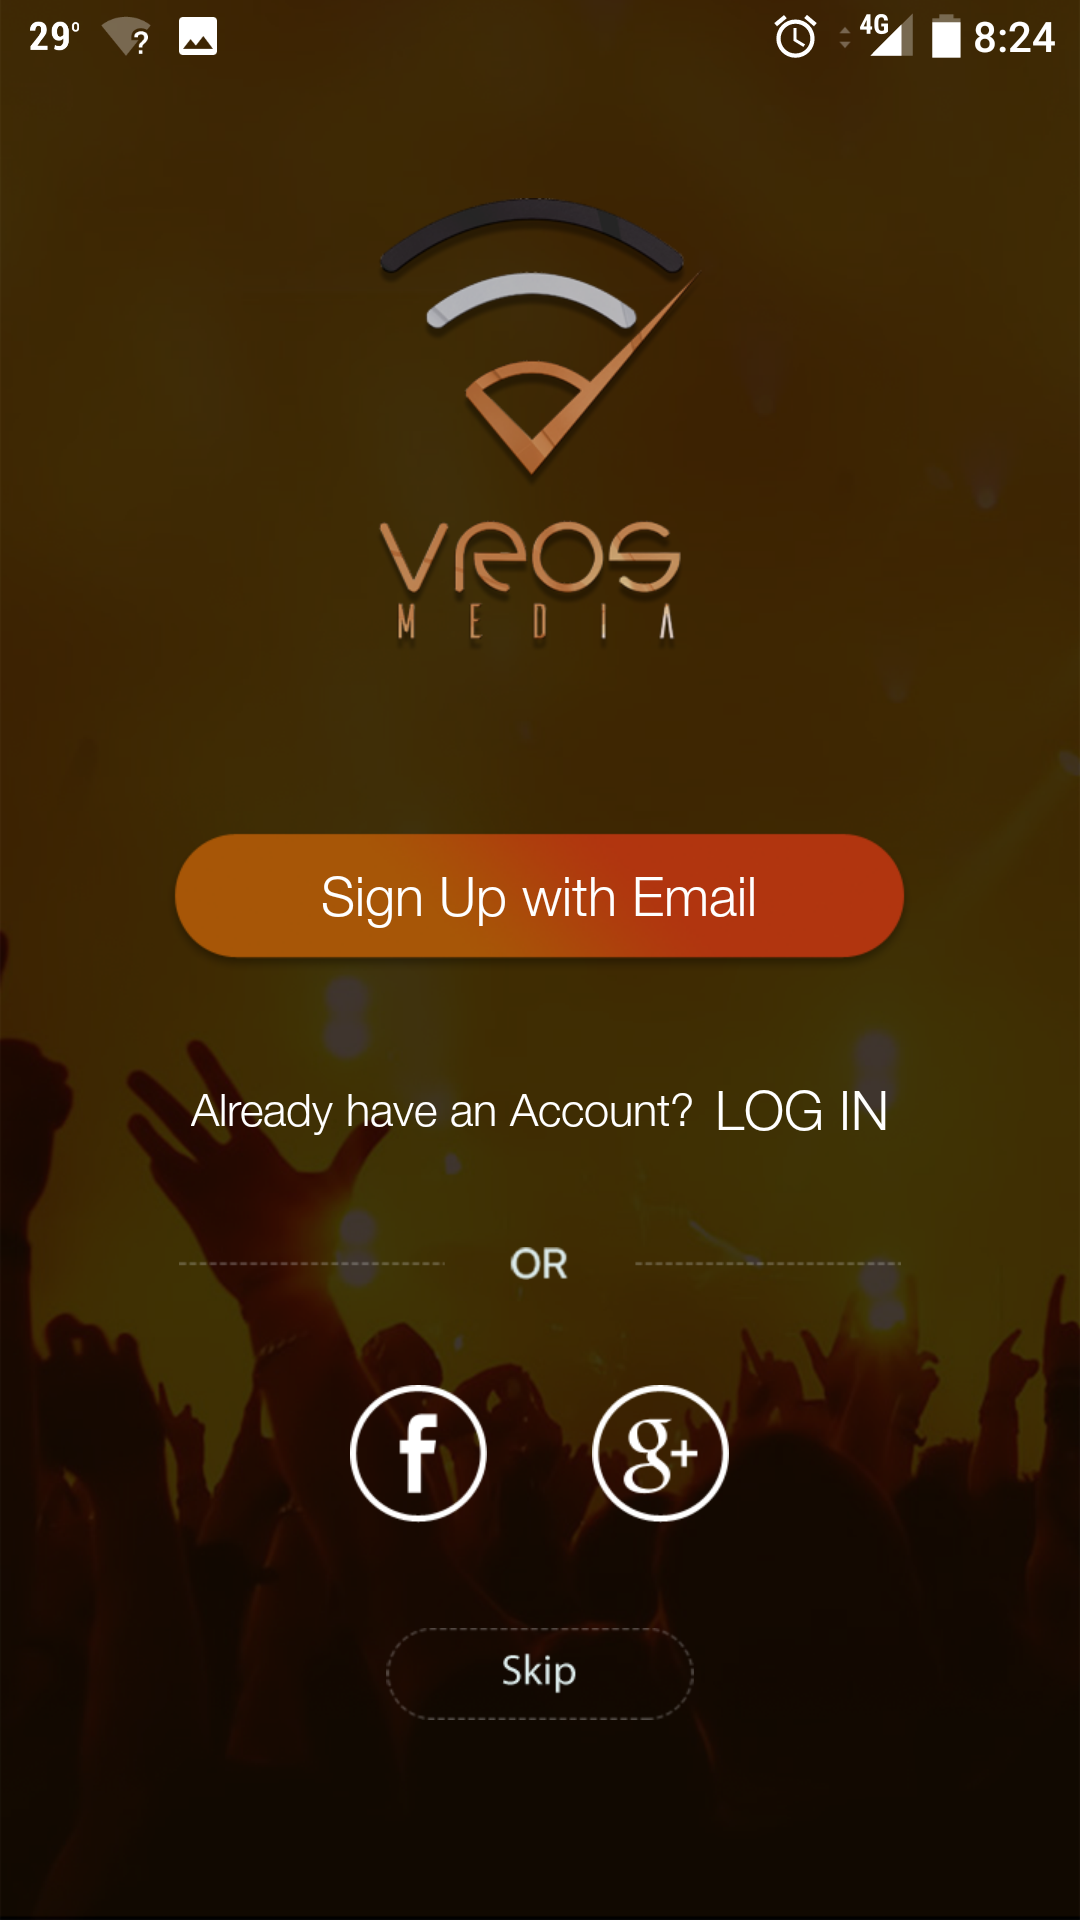 29° ? 4G 8:24
VROS
MEDIA
Sign Up with Email
Already have an Account? LOG IN
OR
f g+
Skip